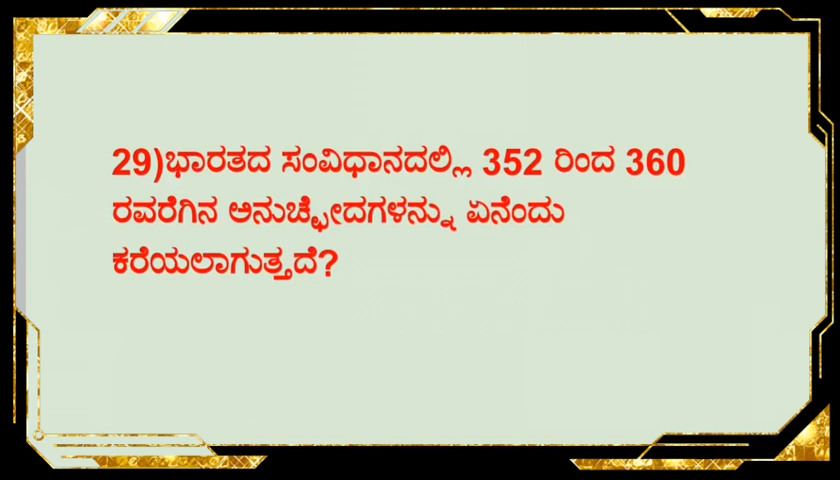 29)ಭಾರತದ ಸಂವಿಧಾನದಲ್ಲಿ 352 ರಿಂದ 360
ರವರೆಗಿನ ಅನುಚ್ಛೇದಗಳನ್ನು ಏನೆಂದು
ಕರೆಯಲಾಗುತ್ತದೆ?